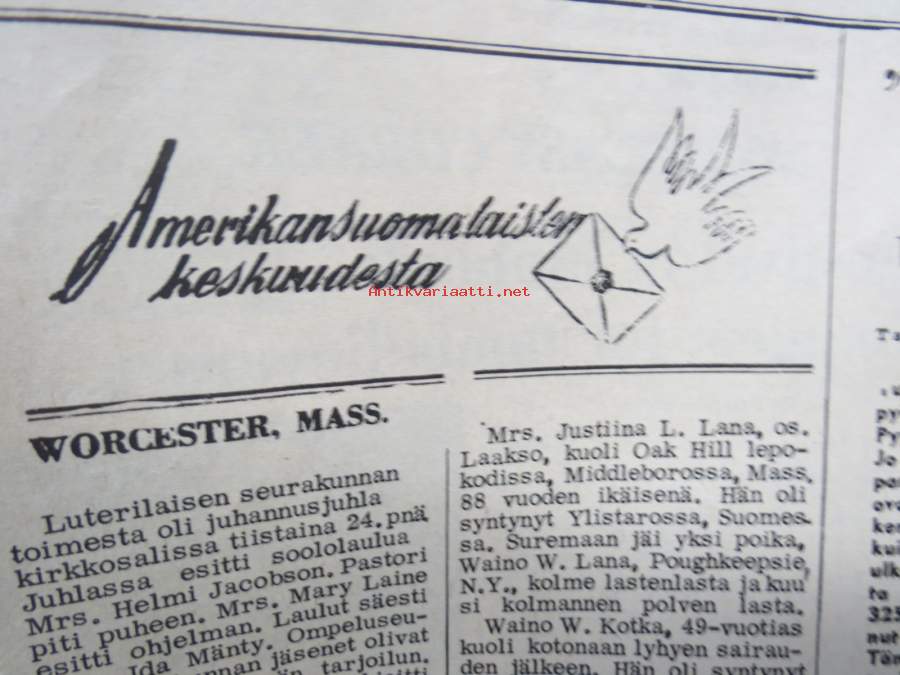 Amerikansuomalaisten
keskuudesta
Antikvariaatti.net
WORCESTER, MASS.
Luterilaisen seurakunnan
toimesta oli juhannusjuhla
kirkkosalissa tiistaina 24. pnä
Juhlassa esitti soololaulua
Mrs. Helmi Jacobson. Pastori
piti puheen. Mrs. Mary Laine
esitti ohjelman. Laulut säesti
Ida Mänty. Ompeluseu-
jäsenet olivat
tarjoilun.
Mrs. Justiina L. Lana, os.
Laakso, kuoli Oak Hill lepo-
kodissa, Middleborossa, Mass.
88 vuoden ikäisenä. Hän oli
syntynyt Ylistarossa, Suomes-
sa. Suremaan jäi yksi poika,
Waino W. Lana, Poughkeepsie,
N.Y., kolme lastenlasta ja kuu
si kolmannen polven lasta.
Waino W. Kotka, 49-vuotias
kuoli kotonaan lyhyen sairau-
den jälkeen. Hän oli syntynyt